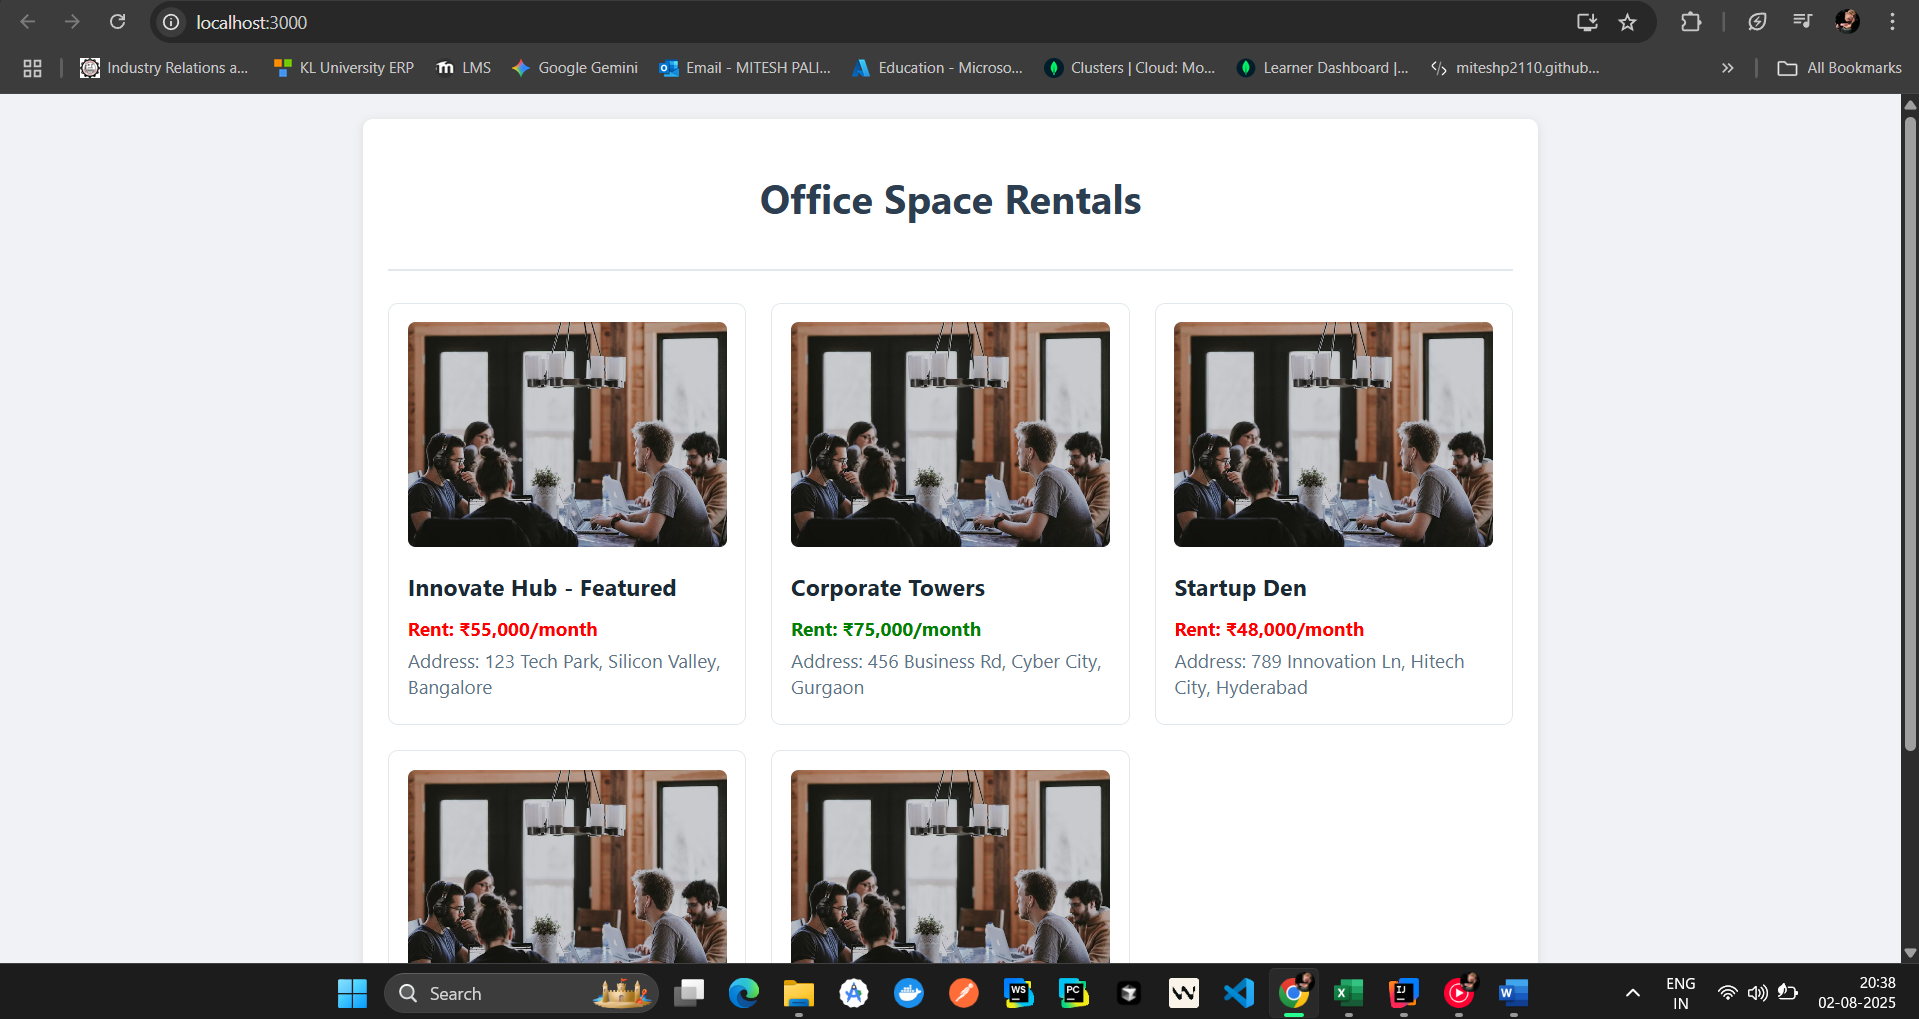 localhost:3000
Industry Relations a...
KL University ERP
LMS
Google Gemini
Email - MITESH PALI...
Education - Microso...
Clusters | Cloud: Mo...
Learner Dashboard |...
miteshp2110.github...
All Bookmarks
Office Space Rentals
Innovate Hub - Featured
Rent: ₹55,000/month
Address: 123 Tech Park, Silicon Valley,
Bangalore
Corporate Towers
Rent: ₹75,000/month
Address: 456 Business Rd, Cyber City,
Gurgaon
Startup Den
Rent: ₹48,000/month
Address: 789 Innovation Ln, Hitech
City, Hyderabad
Search
WS
PC
X
IJ
W
ENG
IN
20:38
02-08-2025